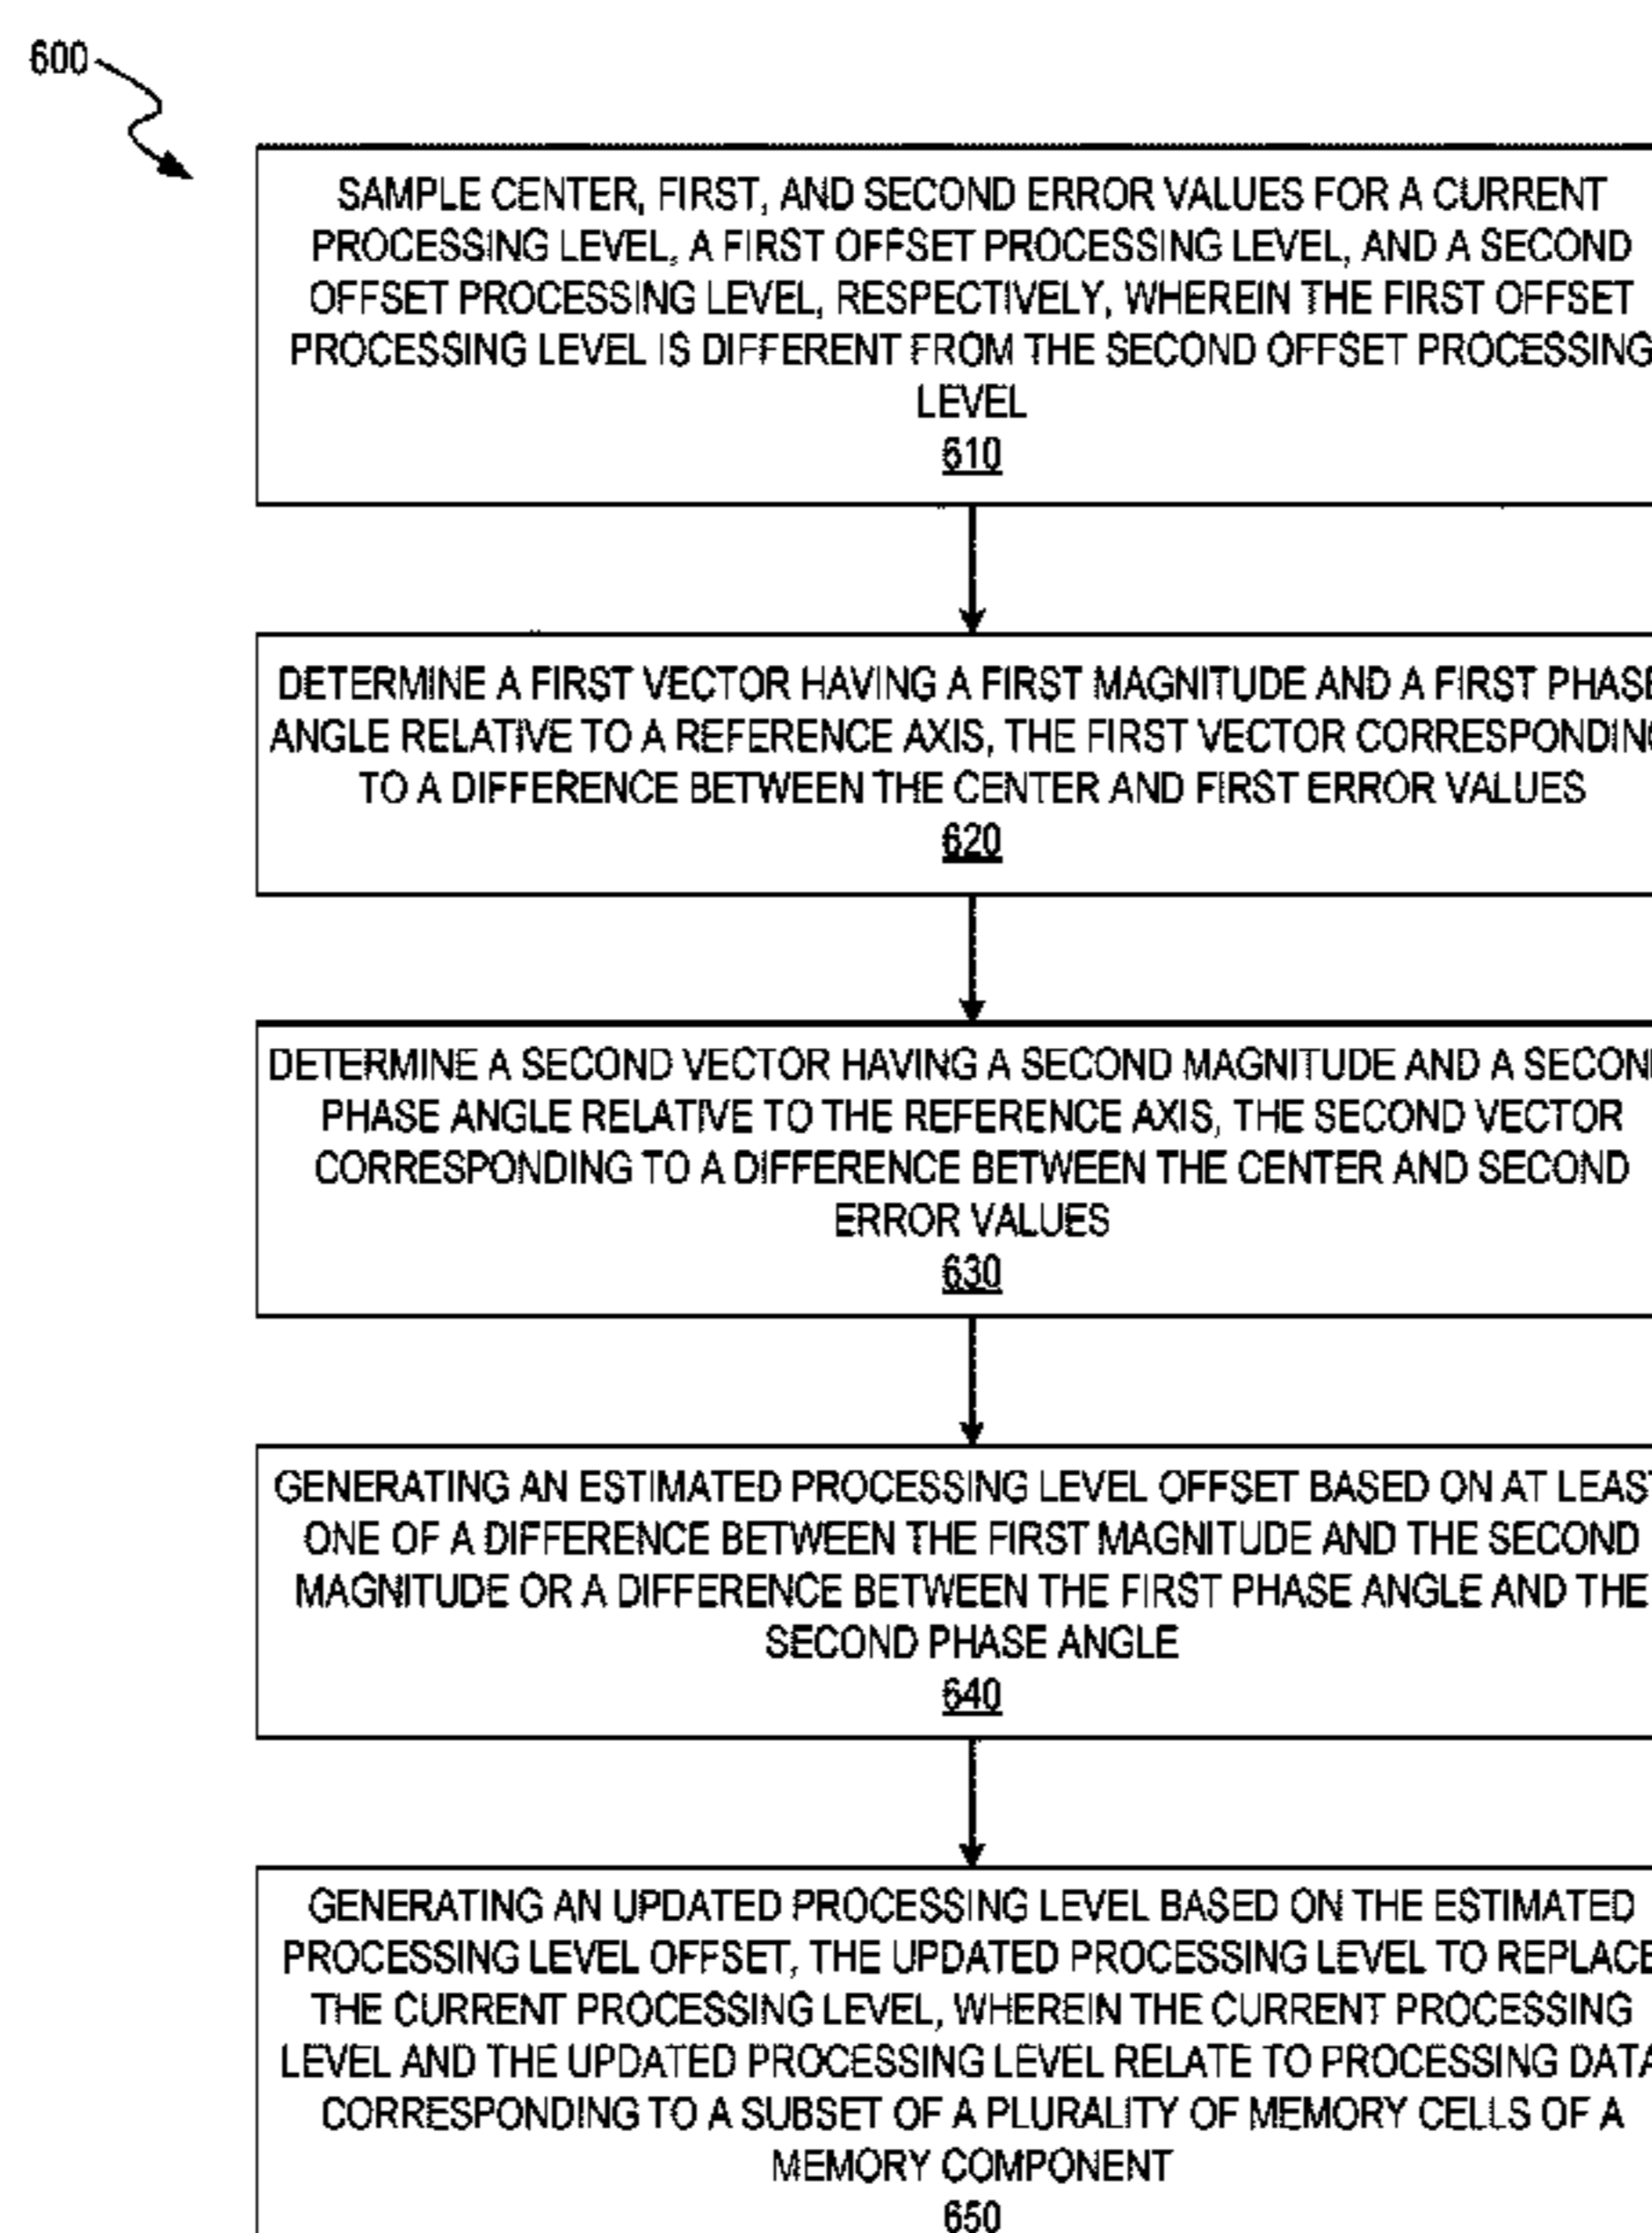 600
SAMPLE CENTER, FIRST, AND SECOND ERROR VALUES FOR A CURRENT
PROCESSING LEVEL, A FIRST OFFSET PROCESSING LEVEL, AND A SECOND
OFFSET PROCESSING LEVEL, RESPECTIVELY, WHEREIN THE FIRST OFFSET
PROCESSING LEVEL IS DIFFERENT FROM THE SECOND OFFSET PROCESSING
LEVEL
610
DETERMINE A FIRST VECTOR HAVING A FIRST MAGNITUDE AND A FIRST PHASE
ANGLE RELATIVE TO A REFERENCE AXIS, THE FIRST VECTOR CORRESPONDING
TO A DIFFERENCE BETWEEN THE CENTER AND FIRST ERROR VALUES
620
DETERMINE A SECOND VECTOR HAVING A SECOND MAGNITUDE AND A SECOND
PHASE ANGLE RELATIVE TO THE REFERENCE AXIS, THE SECOND VECTOR
CORRESPONDING TO A DIFFERENCE BETWEEN THE CENTER AND SECOND
ERROR VALUES
630
GENERATING AN ESTIMATED PROCESSING LEVEL OFFSET BASED ON AT LEAST
ONE OF A DIFFERENCE BETWEEN THE FIRST MAGNITUDE AND THE SECOND
MAGNITUDE OR A DIFFERENCE BETWEEN THE FIRST PHASE ANGLE AND THE
SECOND PHASE ANGLE
640
GENERATING AN UPDATED PROCESSING LEVEL BASED ON THE ESTIMATED
PROCESSING LEVEL OFFSET, THE UPDATED PROCESSING LEVEL TO REPLACE
THE CURRENT PROCESSING LEVEL, WHEREIN THE CURRENT PROCESSING
LEVEL AND THE UPDATED PROCESSING LEVEL RELATE TO PROCESSING DATA
CORRESPONDING TO A SUBSET OF A PLURALITY OF MEMORY CELLS OF A
MEMORY COMPONENT
650